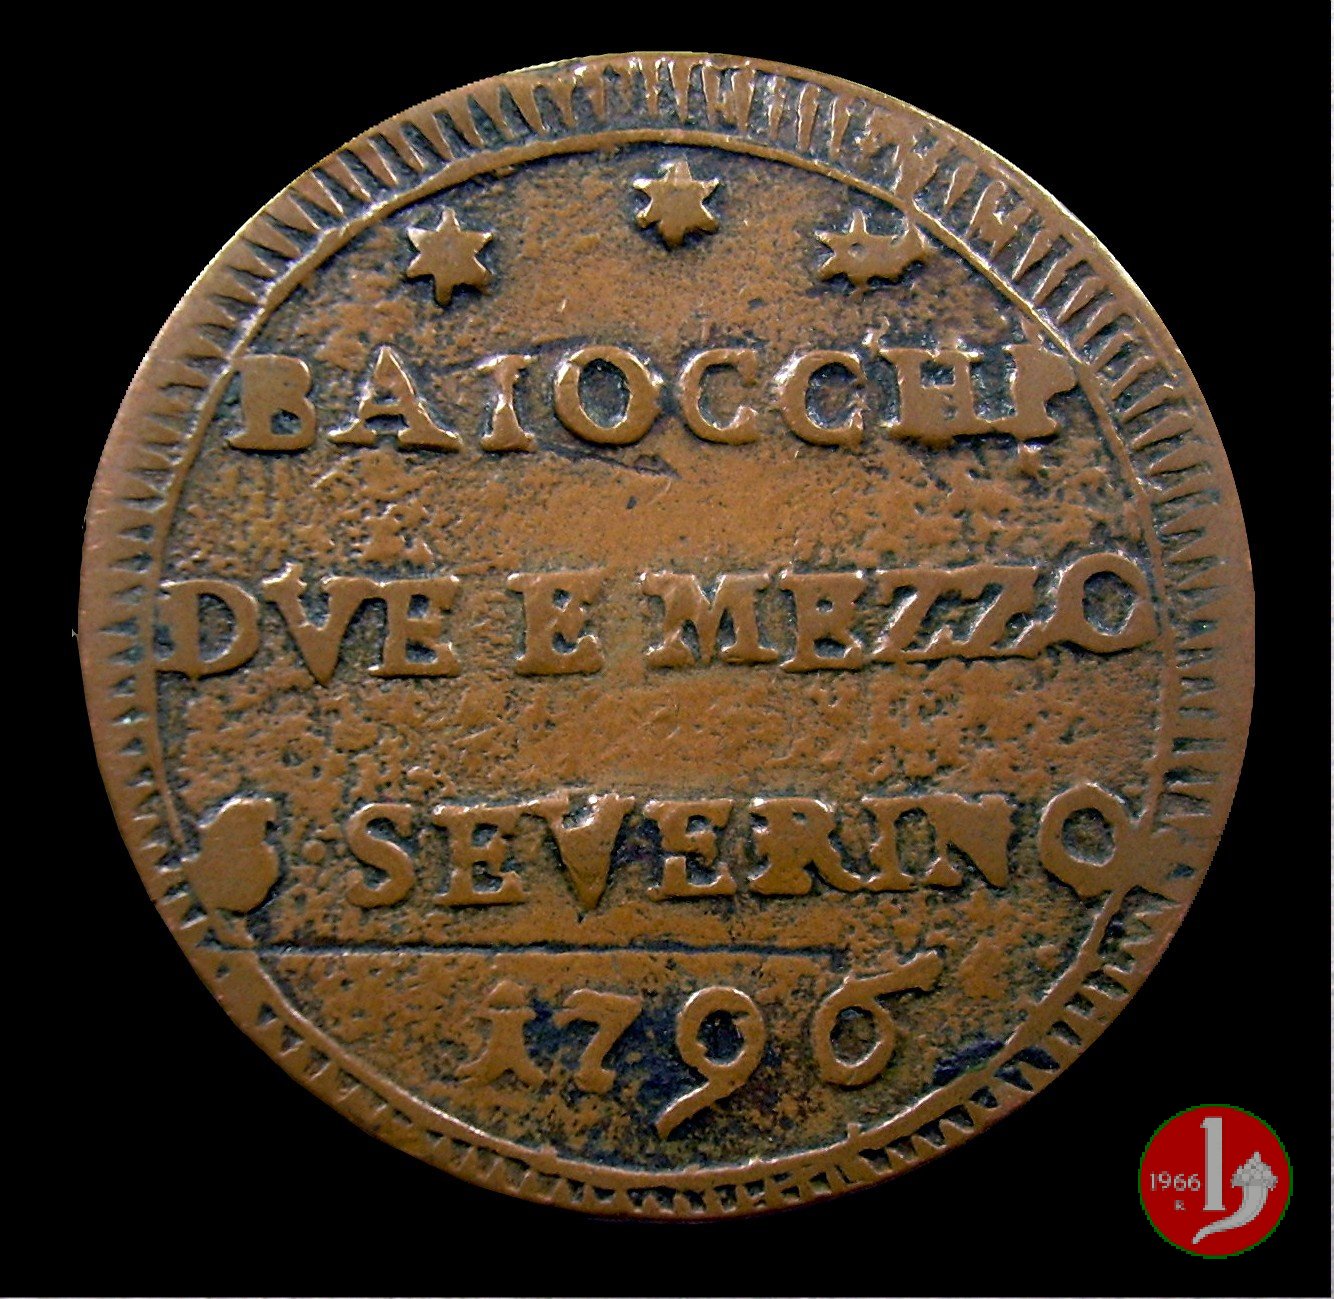 BAIOCCHI
DVE E MEZZO
S. SEVERINO
1796
1966
R